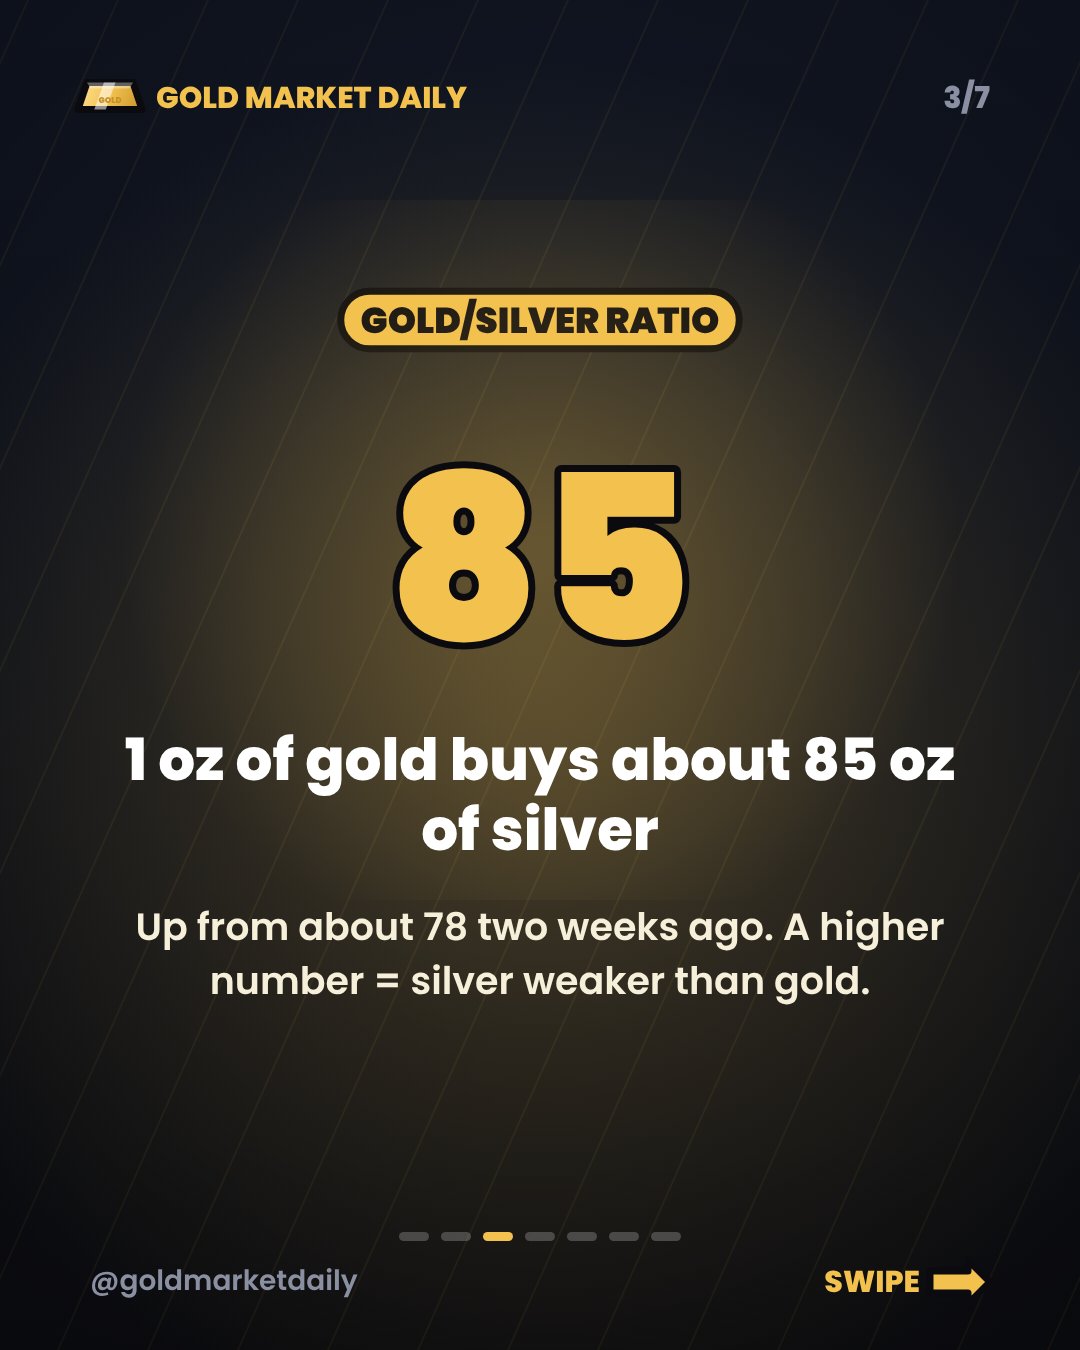 GOLD
GOLD MARKET DAILY
3/7
GOLD/SILVER RATIO
85
1 oz of gold buys about 85 oz
of silver
Up from about 78 two weeks ago. A higher
number = silver weaker than gold.
@goldmarketdaily
SWIPE